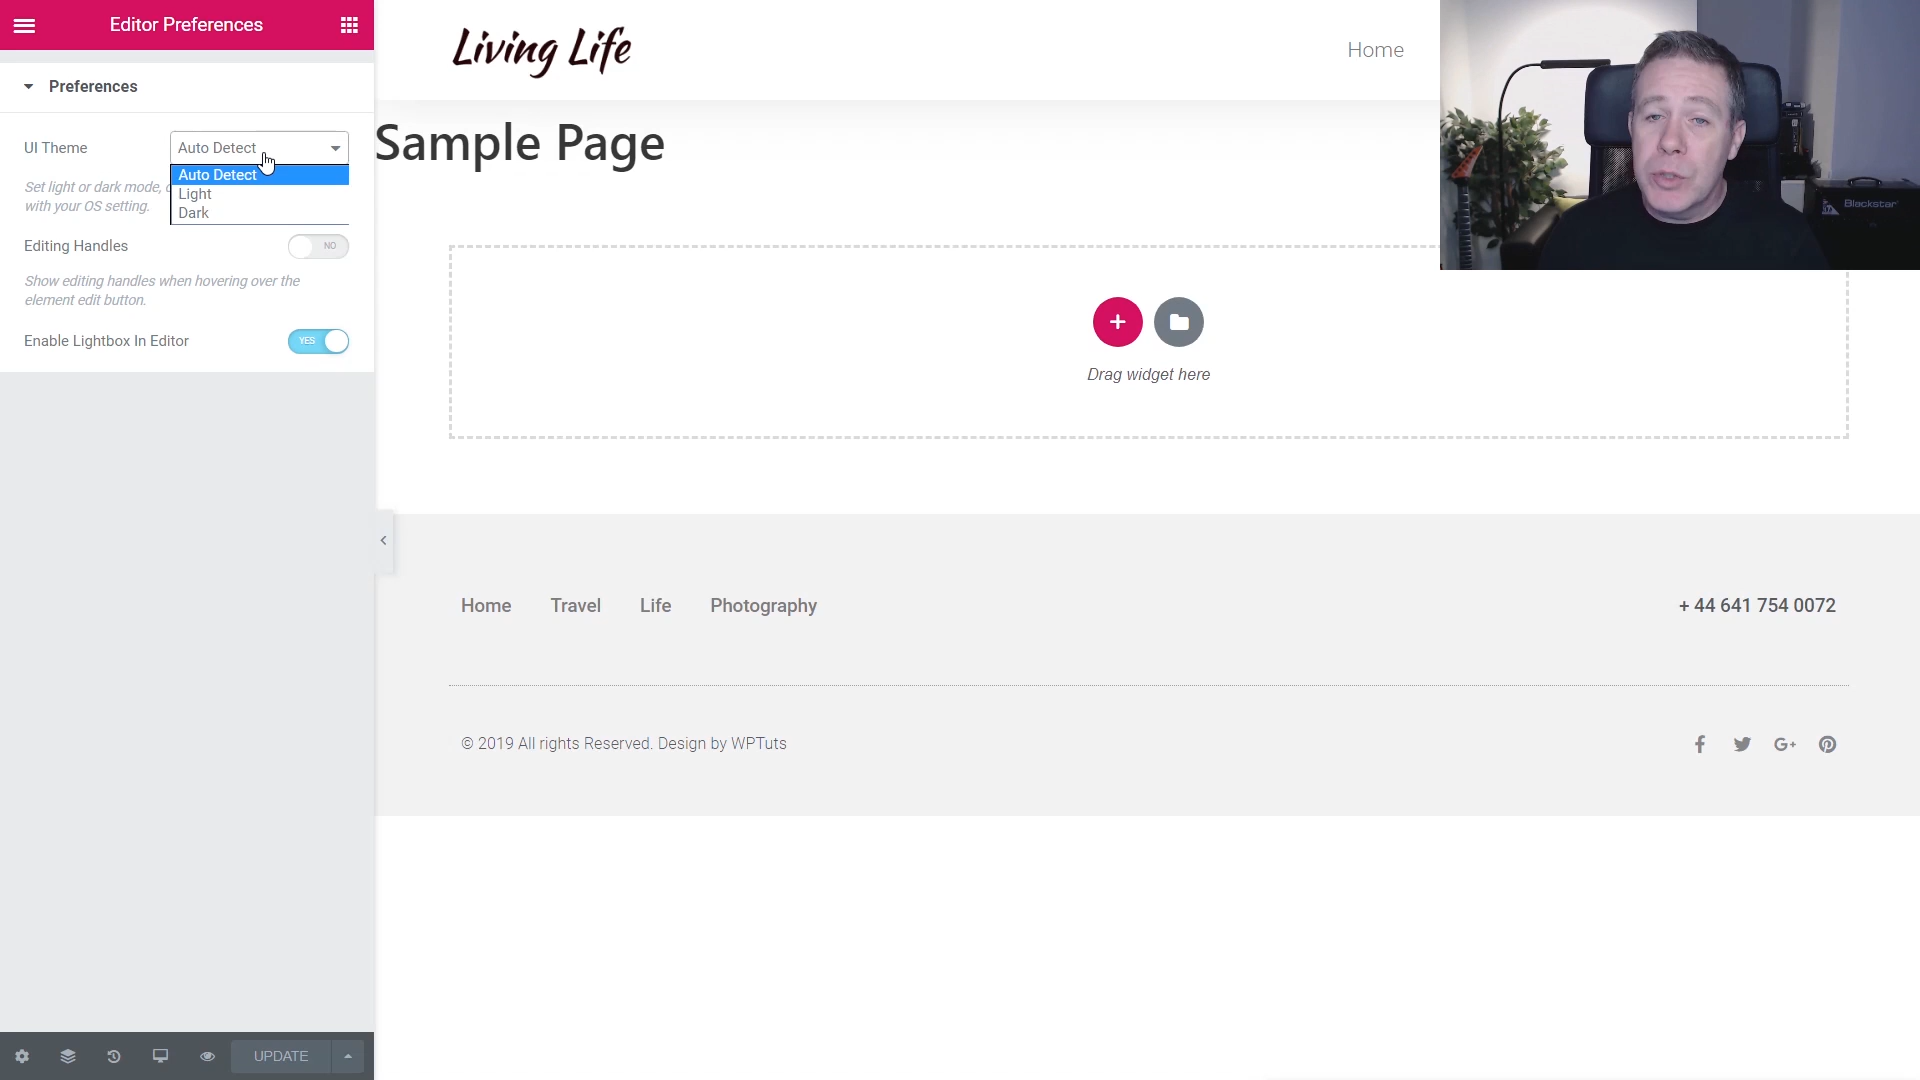 Editor Preferences
Preferences
UI Theme
Auto Detect
Auto Detect
Light
Dark
Set light or dark mode,
with your OS setting.
Editing Handles
NO
Show editing handles when hovering over the
element edit button.
Enable Lightbox In Editor
YES
UPDATE
Living Life
Home
Sample Page
Drag widget here
Home Travel Life Photography
+ 44 641 754 0072
© 2019 All rights Reserved. Design by WPTuts
Blackstar